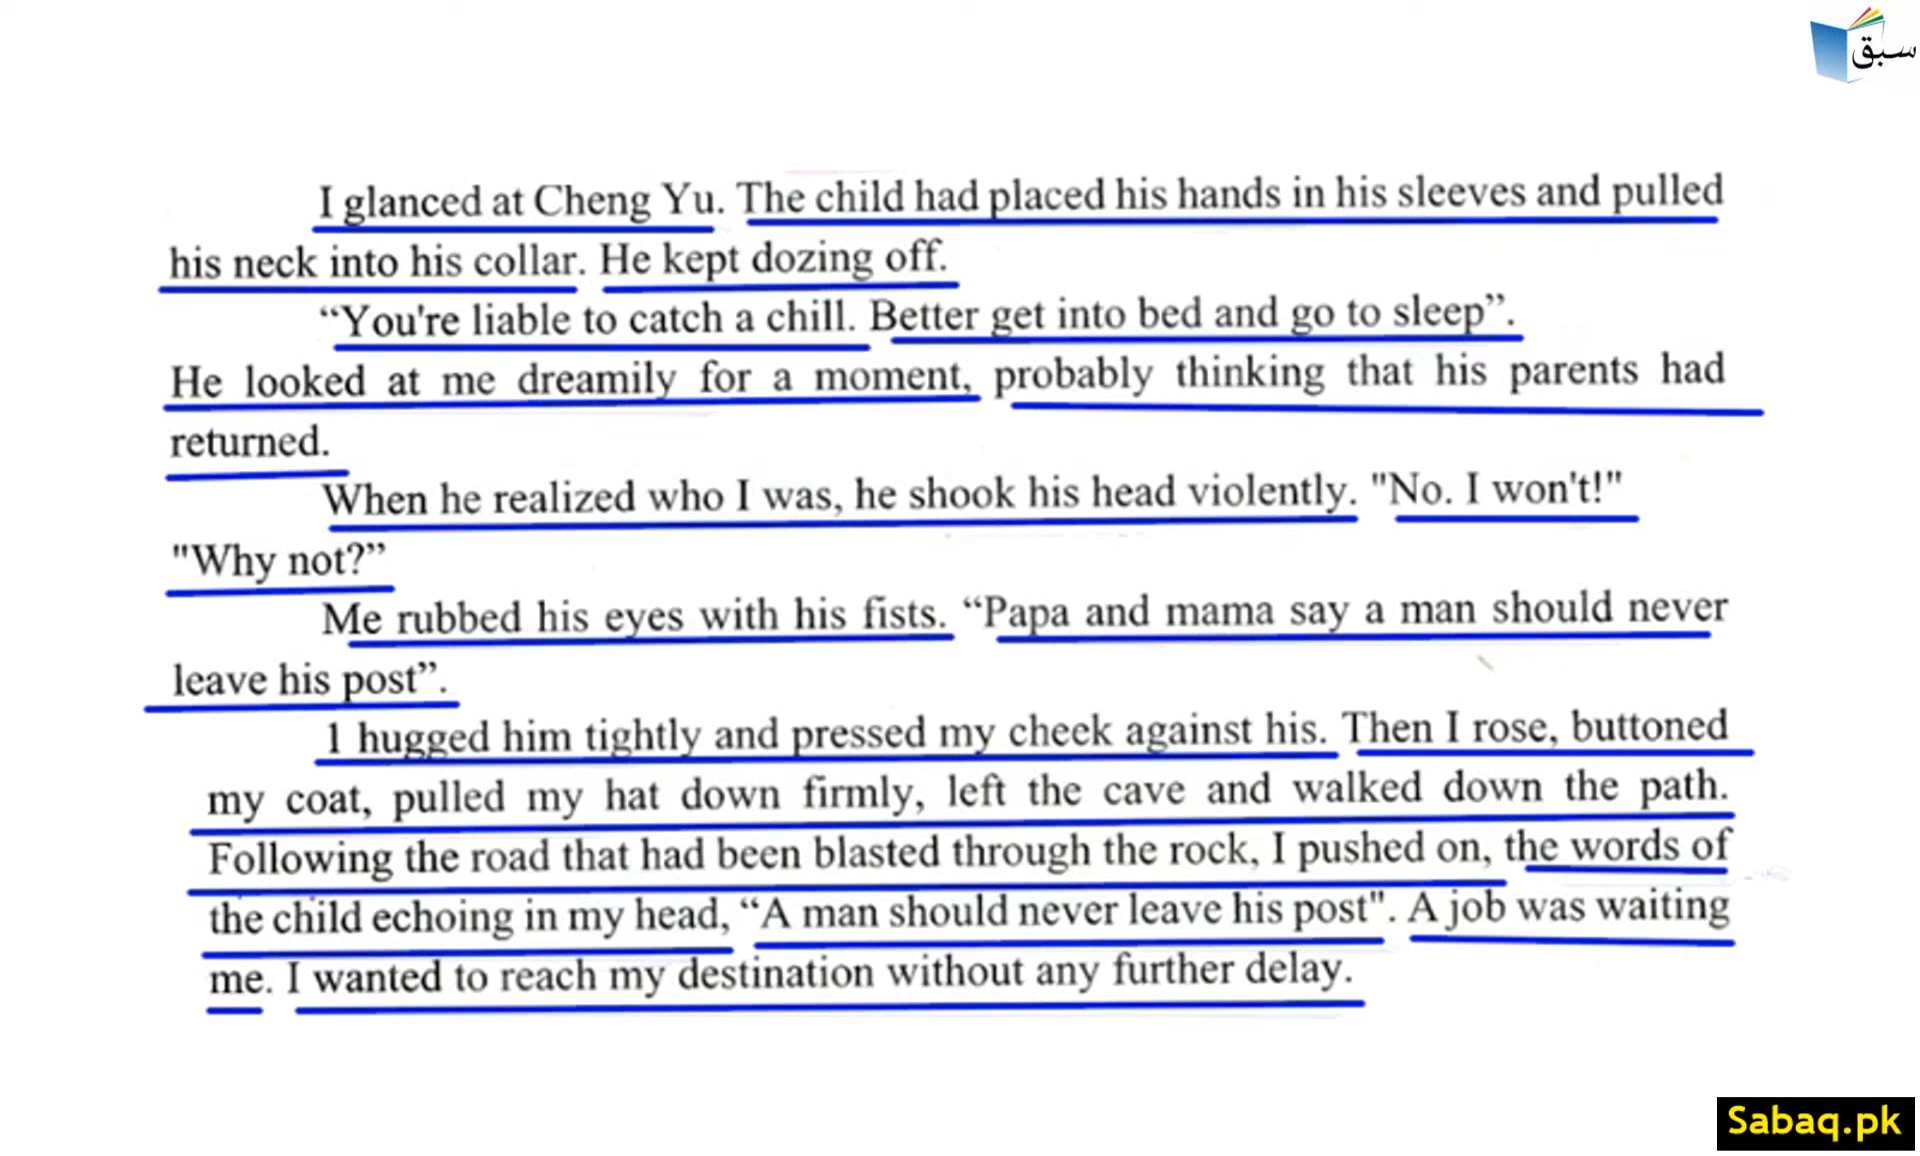 سبق
I glanced at Cheng Yu. The child had placed his hands in his sleeves and pulled
his neck into his collar. He kept dozing off.
“You're liable to catch a chill. Better get into bed and go to sleep”.
He looked at me dreamily for a moment, probably thinking that his parents had
returned.
When he realized who I was, he shook his head violently. "No. I won't!"
"Why not?”
Me rubbed his eyes with his fists. “Papa and mama say a man should never
leave his post”.
1 hugged him tightly and pressed my cheek against his. Then I rose, buttoned
my coat, pulled my hat down firmly, left the cave and walked down the path.
Following the road that had been blasted through the rock, I pushed on, the words of
the child echoing in my head, “A man should never leave his post". A job was waiting
me. I wanted to reach my destination without any further delay.
Sabaq.pk